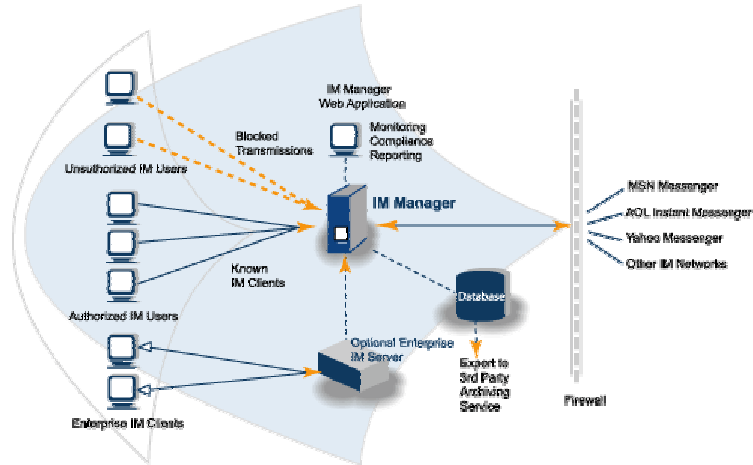 IM Manager
Web Application
Monitoring
Compliance
Reporting
Blocked
Transmissions
Unsuthorized IM Users
IM Manager
MSN Messenger
AOL Instant Messenger
Yahoo Messenger
Other IM Networks
Known
IM Clients
Authorized IM Users
Database
Optional Enterprise
IM Server
Export to
3rd Party
Archiving
Service
Firewall
Enterprise IM Clients